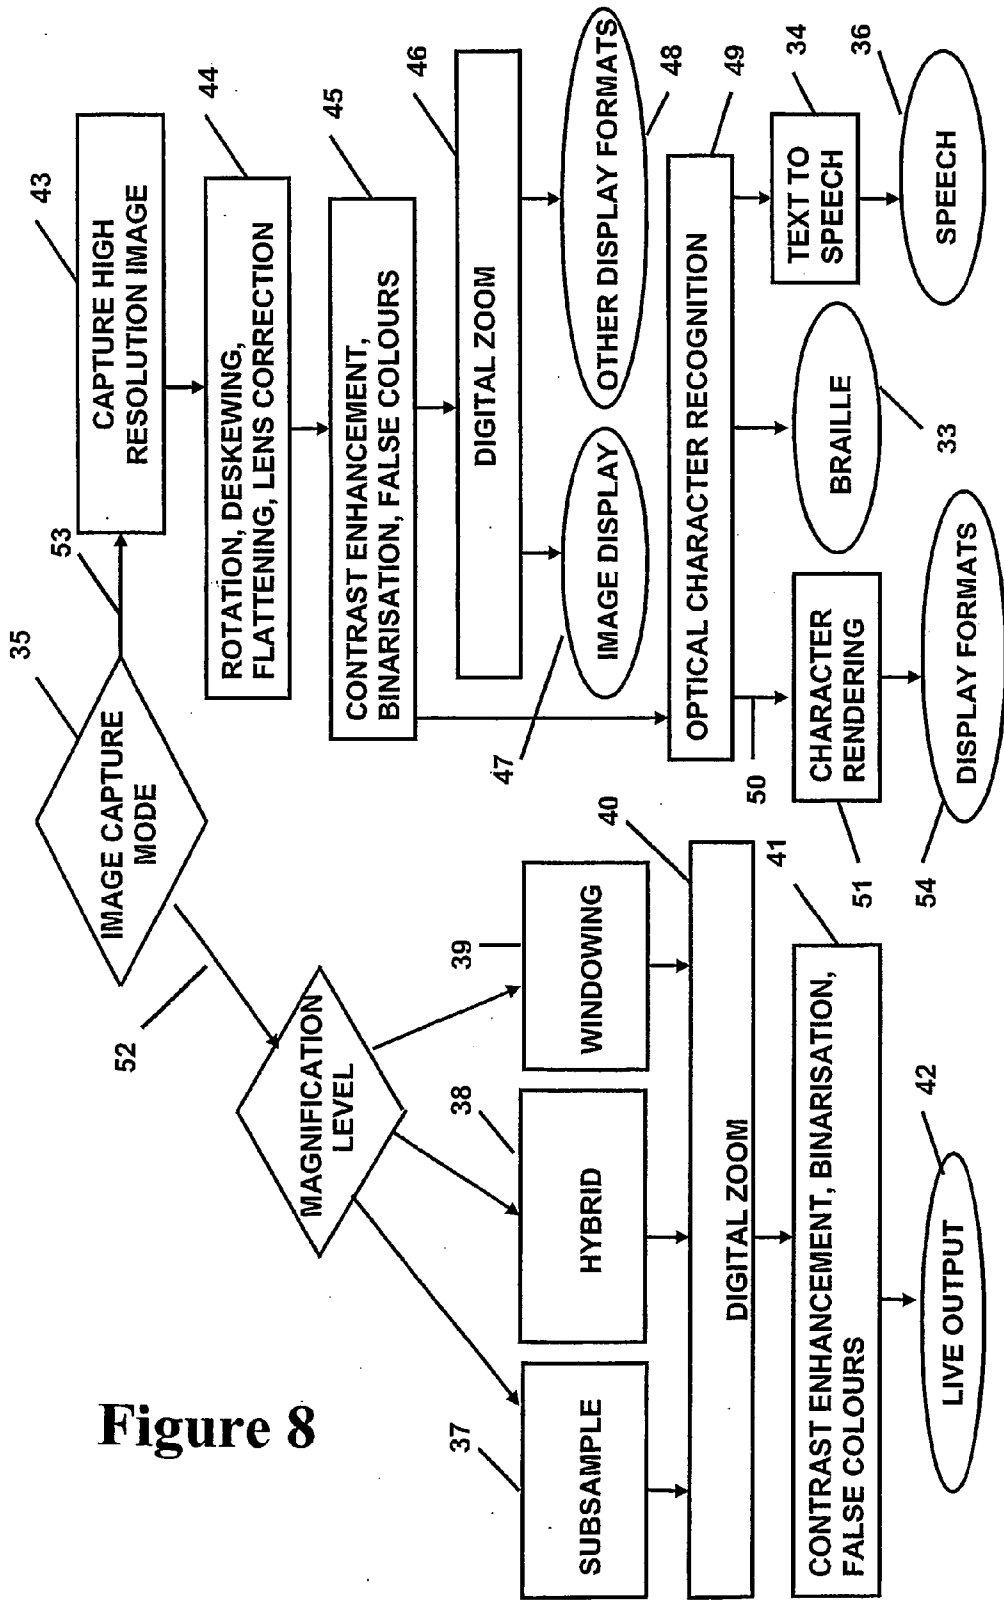 35
IMAGE CAPTURE
MODE
53
52
43
CAPTURE HIGH
RESOLUTION IMAGE
44
ROTATION, DESKEWING,
FLATTENING, LENS CORRECTION
45
CONTRAST ENHANCEMENT,
BINARISATION, FALSE COLOURS
46
DIGITAL ZOOM
47
IMAGE DISPLAY
OTHER DISPLAY FORMATS
48
OPTICAL CHARACTER RECOGNITION
49
50
CHARACTER
RENDERING
51
DISPLAY FORMATS
54
BRAILLE
33
TEXT TO
SPEECH
34
SPEECH
36
MAGNIFICATION
LEVEL
37
SUBSAMPLE
38
HYBRID
39
WINDOWING
40
DIGITAL ZOOM
41
CONTRAST ENHANCEMENT, BINARISATION,
FALSE COLOURS
LIVE OUTPUT
42
Figure 8